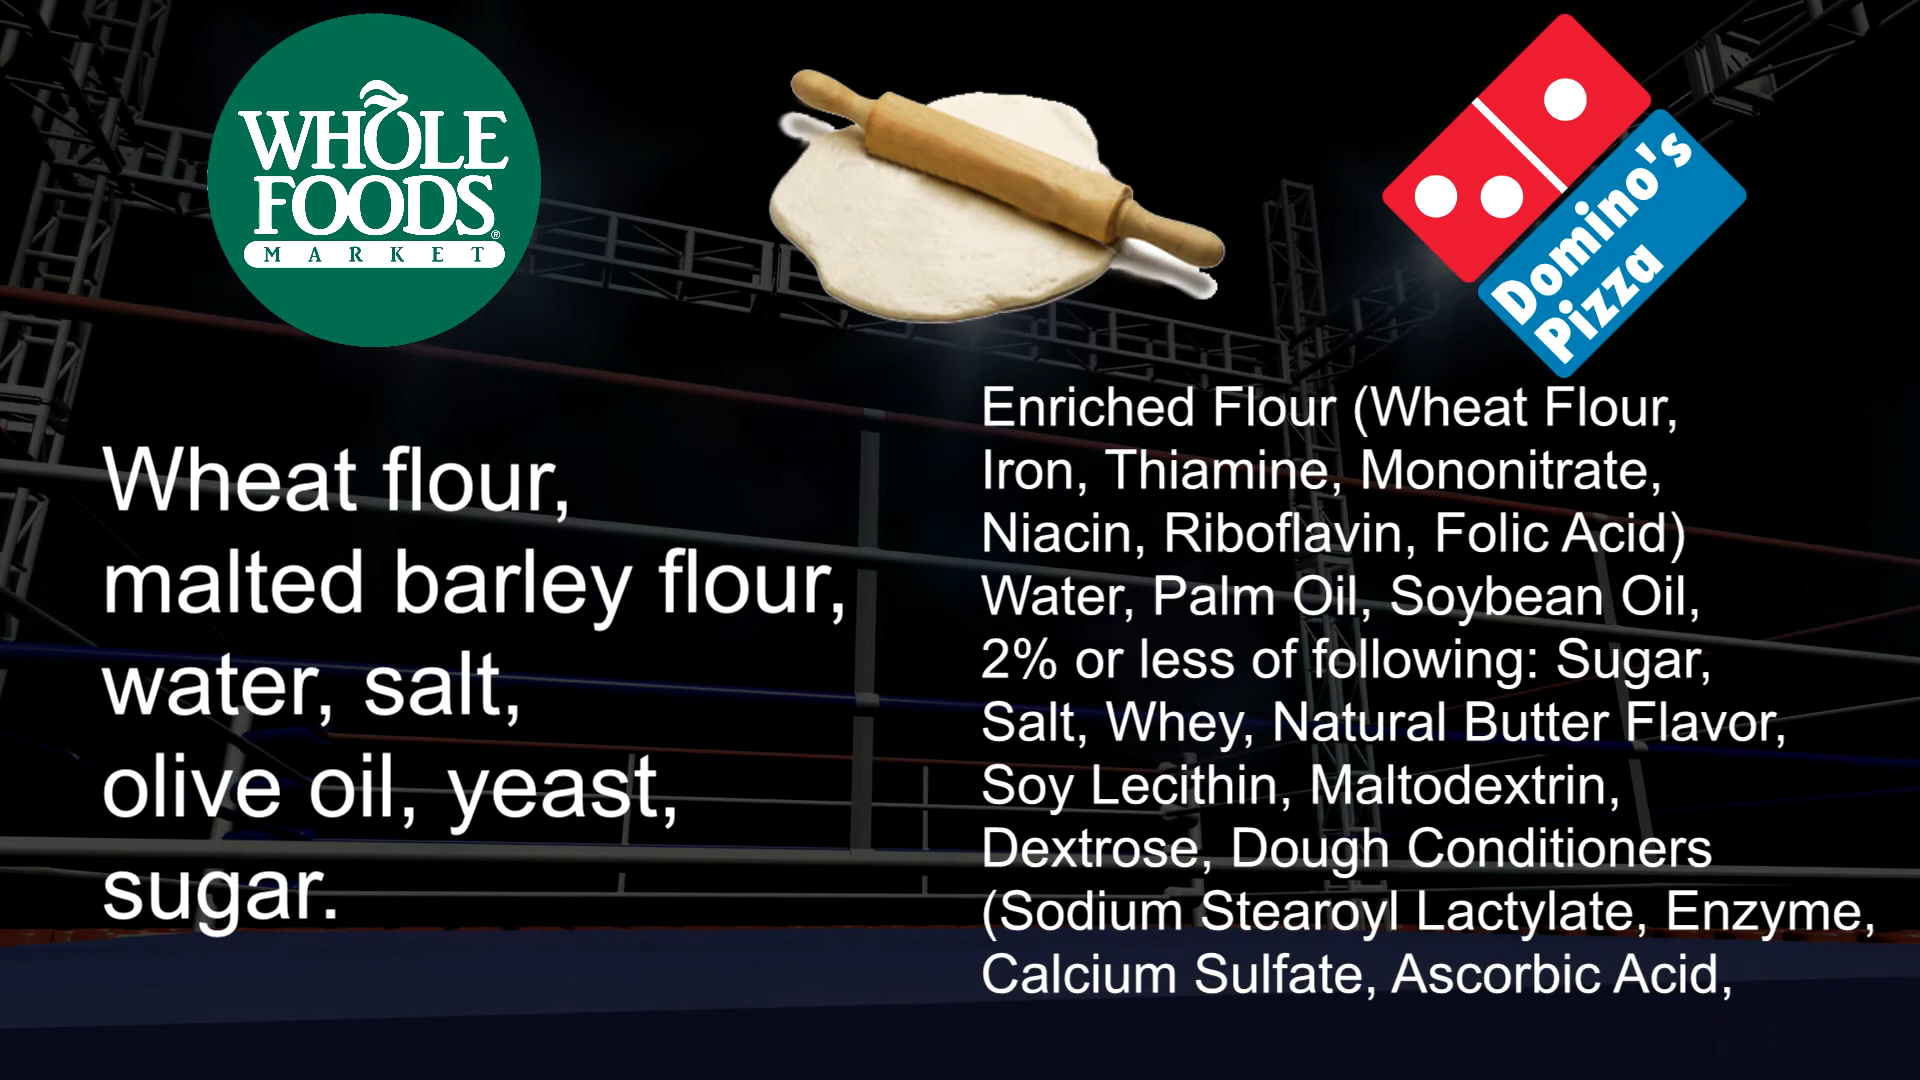 WHOLE
FOODS
MARKET
Domino's
Pizza
Wheat flour,
malted barley flour,
water, salt,
olive oil, yeast,
sugar.
Enriched Flour (Wheat Flour,
Iron, Thiamine, Mononitrate,
Niacin, Riboflavin, Folic Acid)
Water, Palm Oil, Soybean Oil,
2% or less of following: Sugar,
Salt, Whey, Natural Butter Flavor,
Soy Lecithin, Maltodextrin,
Dextrose, Dough Conditioners
(Sodium Stearoyl Lactylate, Enzyme,
Calcium Sulfate, Ascorbic Acid,